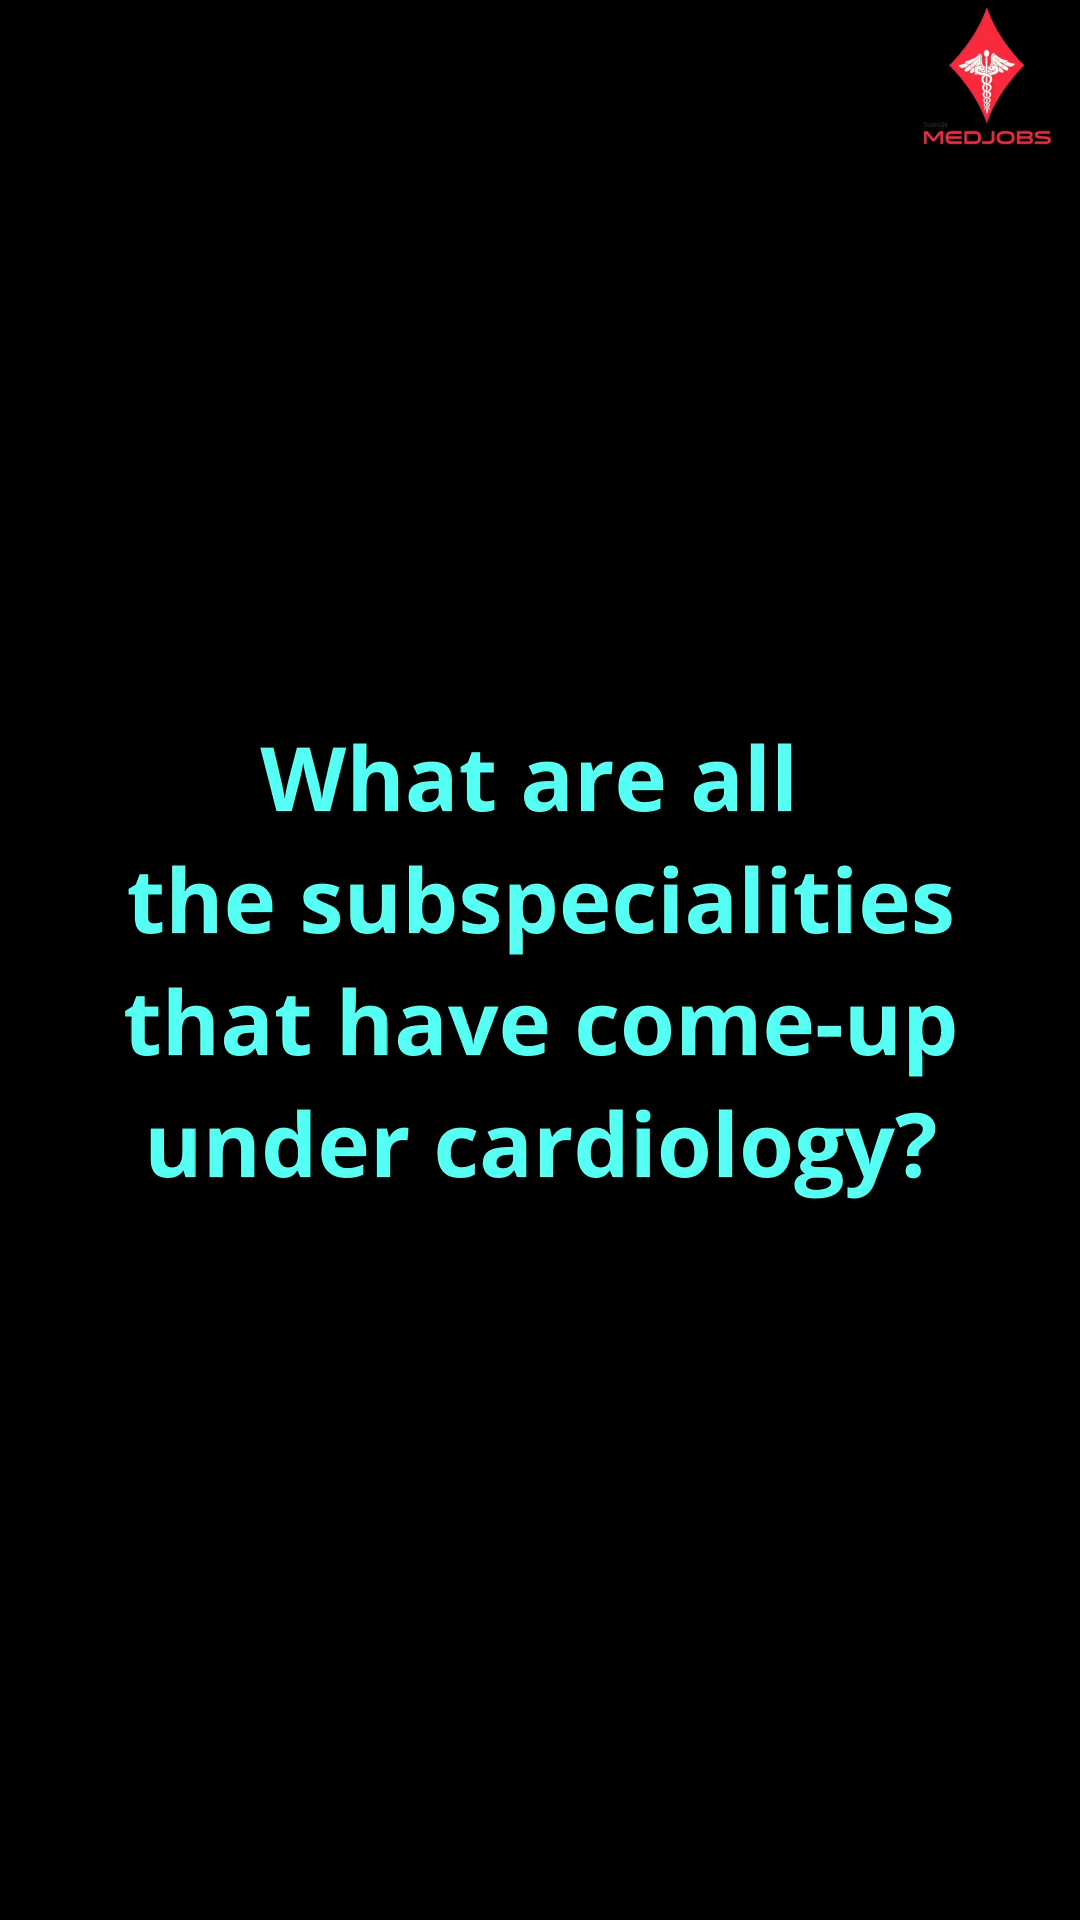 MEDJOBS
What are all
the subspecialities
that have come-up
under cardiology?